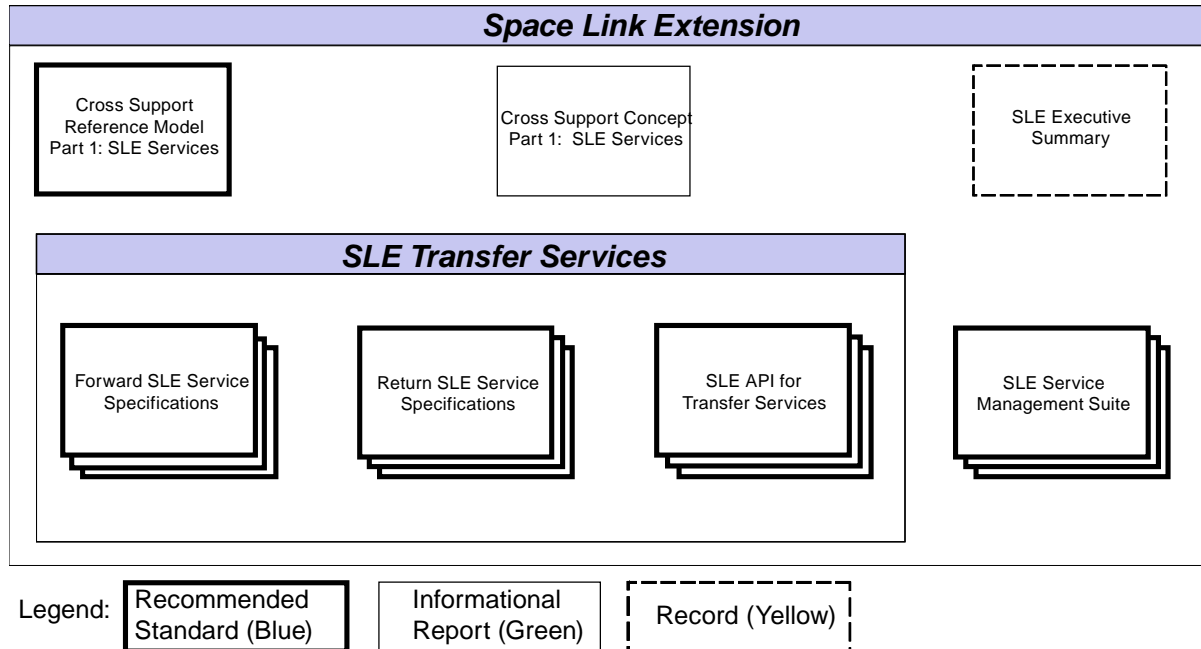 Space Link Extension
Cross Support
Reference Model
Part 1: SLE Services
Cross Support Concept
Part 1: SLE Services
SLE Executive
Summary
SLE Transfer Services
Forward SLE Service
Specifications
Return SLE Service
Specifications
SLE API for
Transfer Services
SLE Service
Management Suite
Legend:
Recommended
Standard (Blue)
Informational
Report (Green)
Record (Yellow)